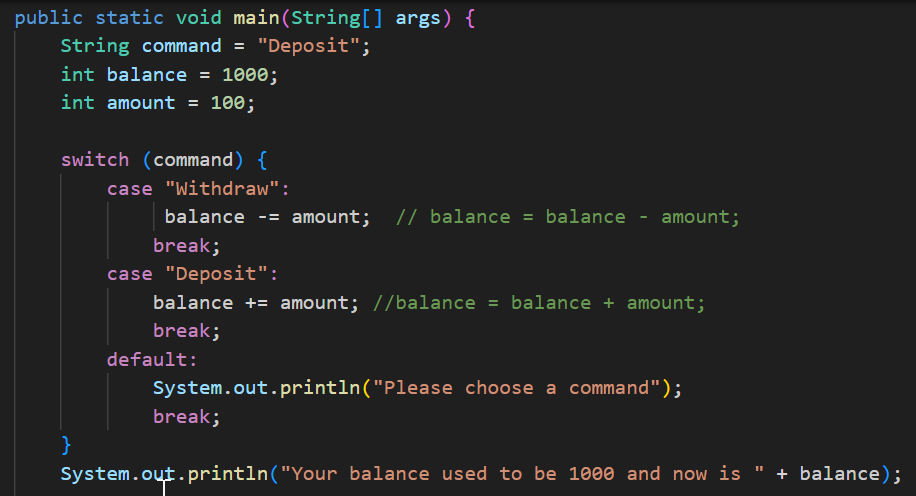 public static void main(String[] args) {
String command = "Deposit";
int balance = 1000;
int amount = 100;
switch (command) {
case "Withdraw":
balance -= amount;  // balance = balance - amount;
break;
case "Deposit":
balance += amount; //balance = balance + amount;
break;
default:
System.out.println("Please choose a command");
break;
}
System.out.println("Your balance used to be 1000 and now is " + balance);